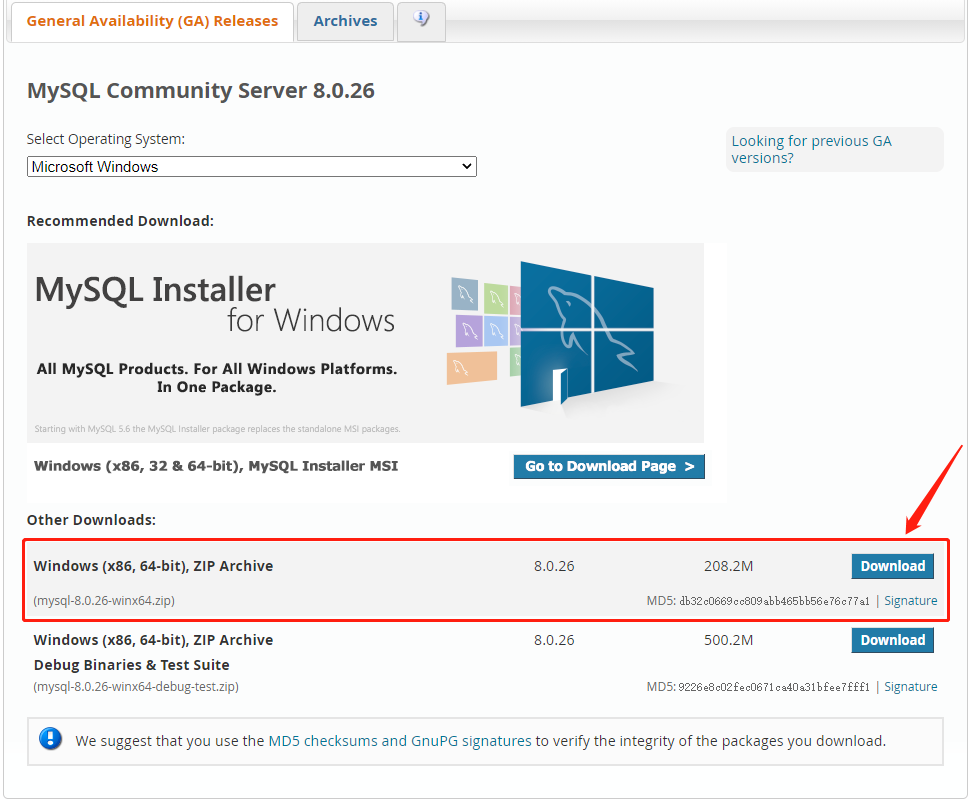 General Availability (GA) Releases
Archives
MySQL Community Server 8.0.26
Select Operating System:
Looking for previous GA
versions?
Microsoft Windows
Recommended Download:
MySQL Installer
for Windows
All MySQL Products. For All Windows Platforms.
In One Package.
Starting with MySQL 5.6 the MySQL Installer package replaces the standalone MSI packages.
Windows (x86, 32 & 64-bit), MySQL Installer MSI
Go to Download Page >
Other Downloads:
Windows (x86, 64-bit), ZIP Archive 8.0.26 208.2M Download
(mysql-8.0.26-winx64.zip) MD5: db32c0669cc809abb465bb56e76c77a1 | Signature
Windows (x86, 64-bit), ZIP Archive 8.0.26 500.2M Download
Debug Binaries & Test Suite
(mysql-8.0.26-winx64-debug-test.zip) MD5: 9226e8c02fec0671ca40a31bfee7fff1 | Signature
We suggest that you use the MD5 checksums and GnuPG signatures to verify the integrity of the packages you download.